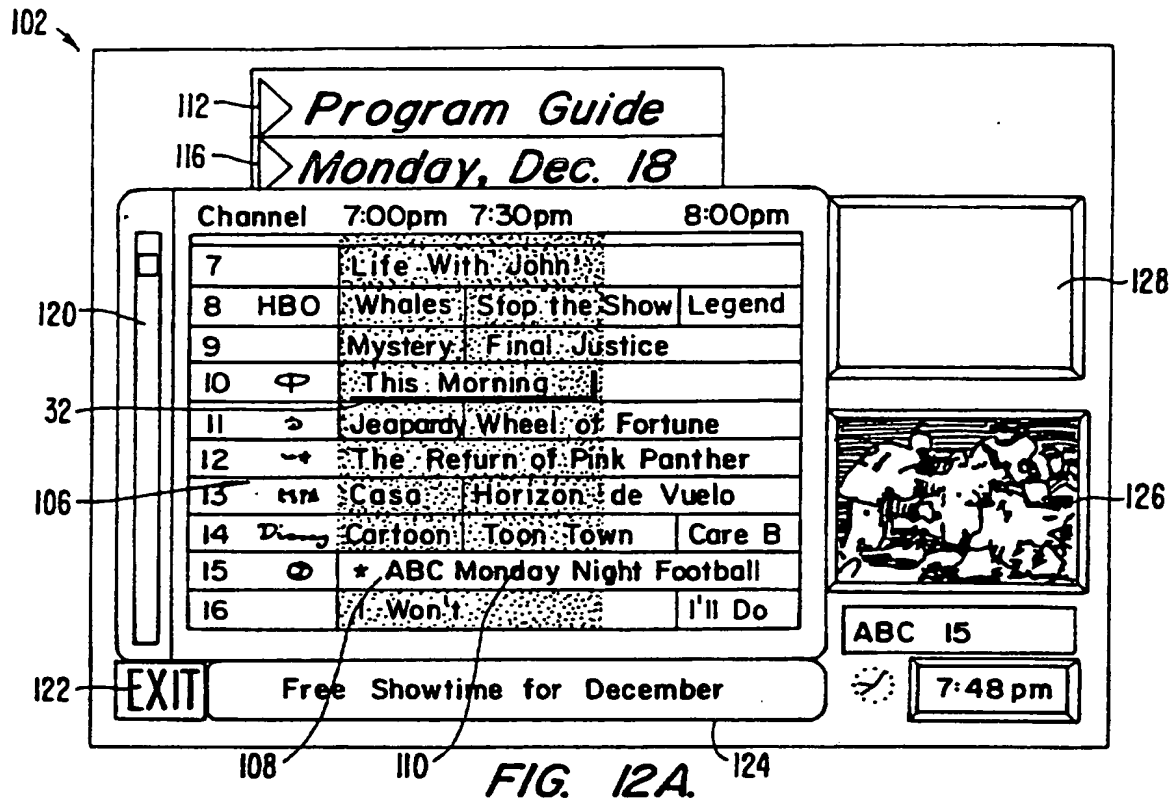 102
112 Program Guide
116 Monday, Dec. 18
Channel 7:00pm 7:30pm 8:00pm
7 Life With John
128
120 8 HBO Whales Stop the Show Legend
9 Mystery Final Justice
10 This Morning
32
11 Jeapardy Wheel of Fortune
12 The Return of Pink Panther
106 13 Casa Horizon de Vuelo
126
14 Disney Cartoon Toon Town Care B
15 * ABC Monday Night Football
16 I Won't I'll Do
ABC 15
122 EXIT Free Showtime for December
7:48 pm
108 110 124
FIG. 12A.